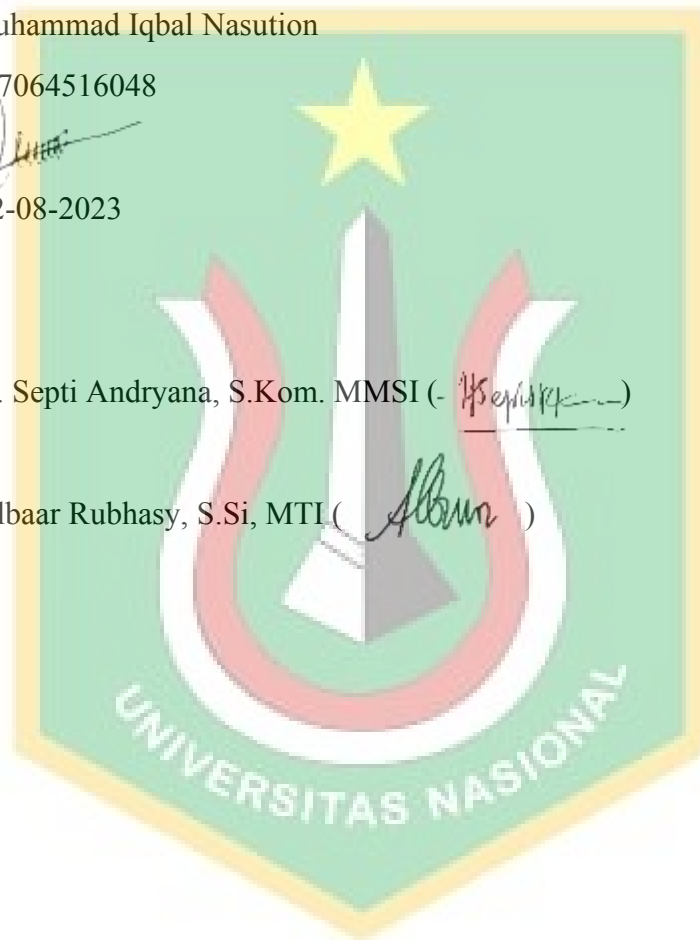 uhammad Iqbal Nasution
7064516048
2-08-2023
. Septi Andryana, S.Kom. MMSI (- )
lbaar Rubhasy, S.Si, MTI ( )
UNIVERSITAS NASIONAL